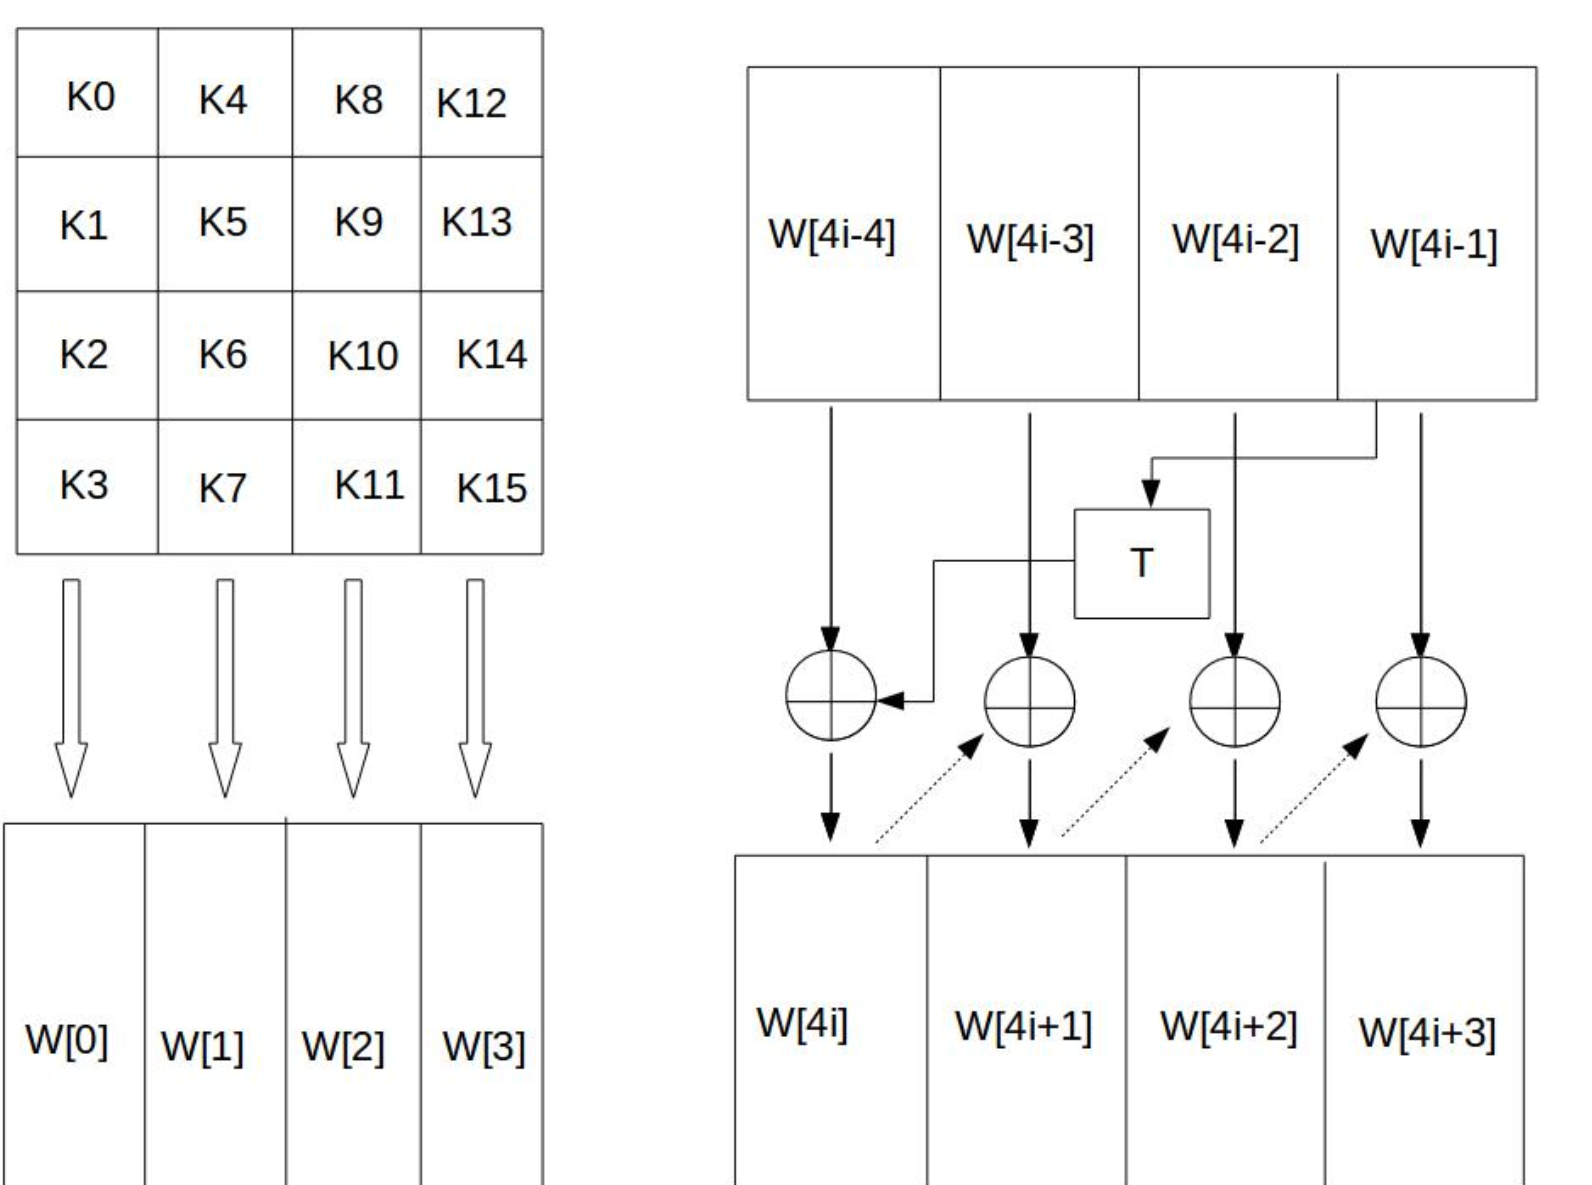 K0 K4 K8 K12
K1 K5 K9 K13
K2 K6 K10 K14
K3 K7 K11 K15
W[0] W[1] W[2] W[3]
W[4i-4] W[4i-3] W[4i-2] W[4i-1]
T
W[4i] W[4i+1] W[4i+2] W[4i+3]